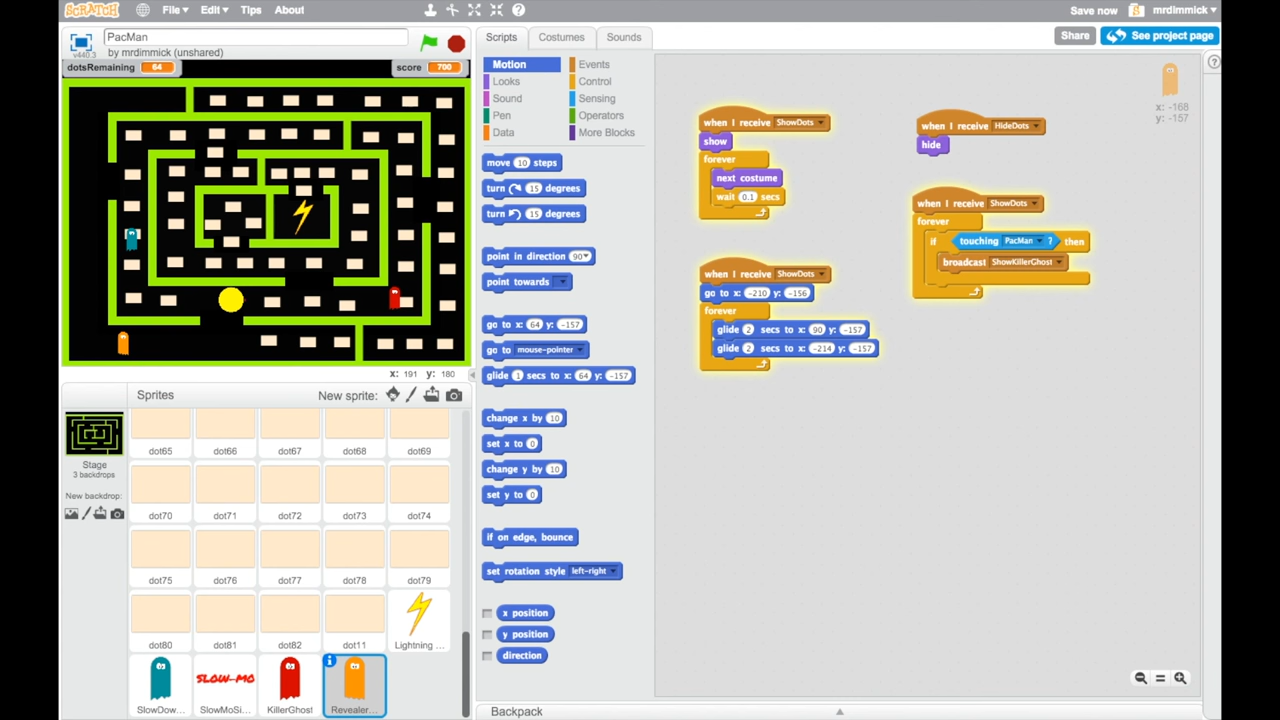 SCRATCH File▼ Edit▼ Tips About Save now mrdimmick▼
v440.3 PacMan
by mrdimmick (unshared)
Scripts Costumes Sounds
Share See project page
dotsRemaining 64 score 700
x: 191 y: 180
Motion Events
Looks Control
Sound Sensing
Pen Operators
Data More Blocks
move 10 steps
turn 15 degrees
turn 15 degrees
point in direction 90▼
point towards
go to x: 64 y: -157
go to mouse-pointer
glide 1 secs to x: 64 y: -157
change x by 10
set x to 0
change y by 10
set y to 0
if on edge, bounce
set rotation style left-right
x position
y position
direction
when I receive ShowDots
show
forever
next costume
wait 0.1 secs
when I receive ShowDots
go to x: -210 y: -156
forever
glide 2 secs to x: 90 y: -157
glide 2 secs to x: -214 y: -157
when I receive HideDots
hide
when I receive ShowDots
forever
if touching PacMan ? then
broadcast ShowKillerGhost
x: -168
y: -157
Sprites New sprite:
Stage
3 backdrops
New backdrop:
dot65 dot66 dot67 dot68 dot69
dot70 dot71 dot72 dot73 dot74
dot75 dot76 dot77 dot78 dot79
dot80 dot81 dot82 dot11 Lightning ...
SLOW-MO
SlowDow... SlowMoSi... KillerGhost Revealer...
Backpack